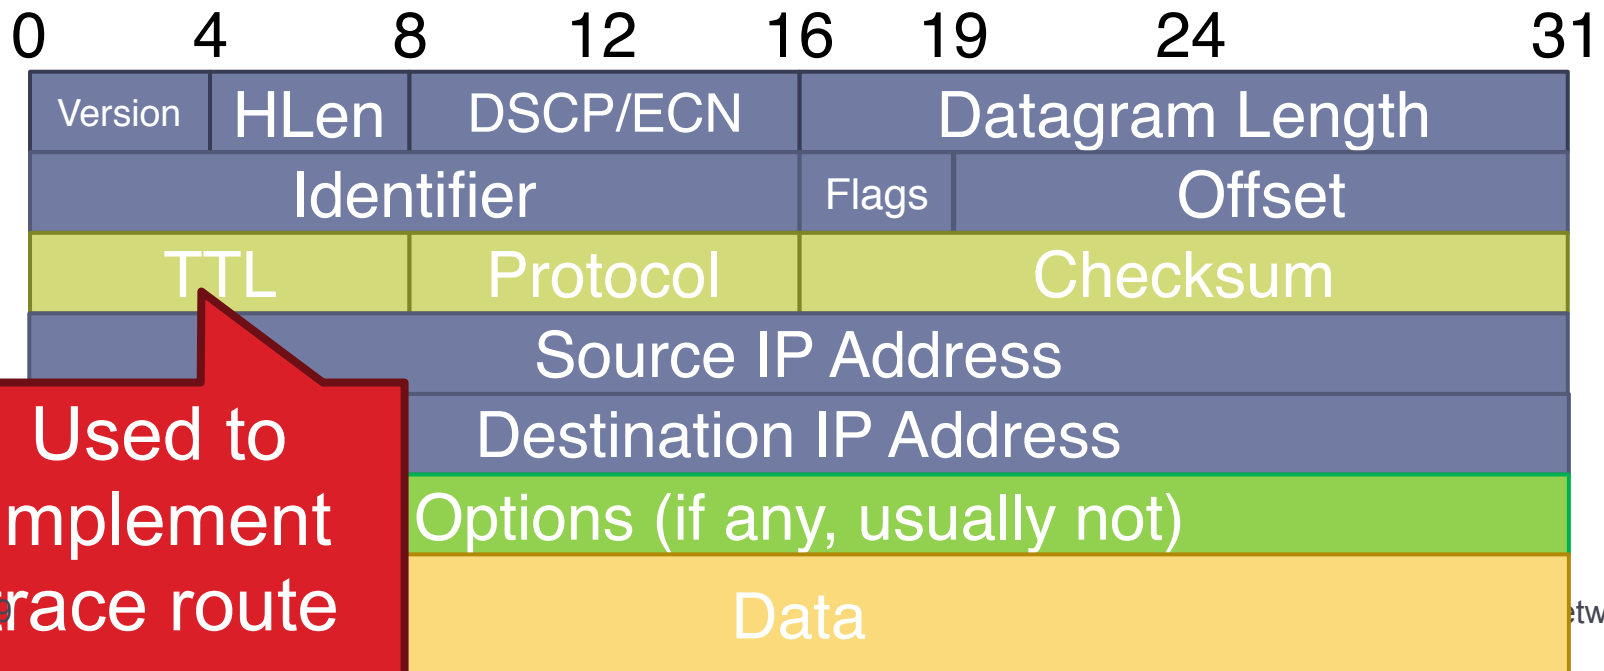 0 4 8 12 16 19 24 31
Version HLen DSCP/ECN Datagram Length
Identifier Flags Offset
TTL Protocol Checksum
Source IP Address
Destination IP Address
Options (if any, usually not)
Data
Used to
mplement
race route